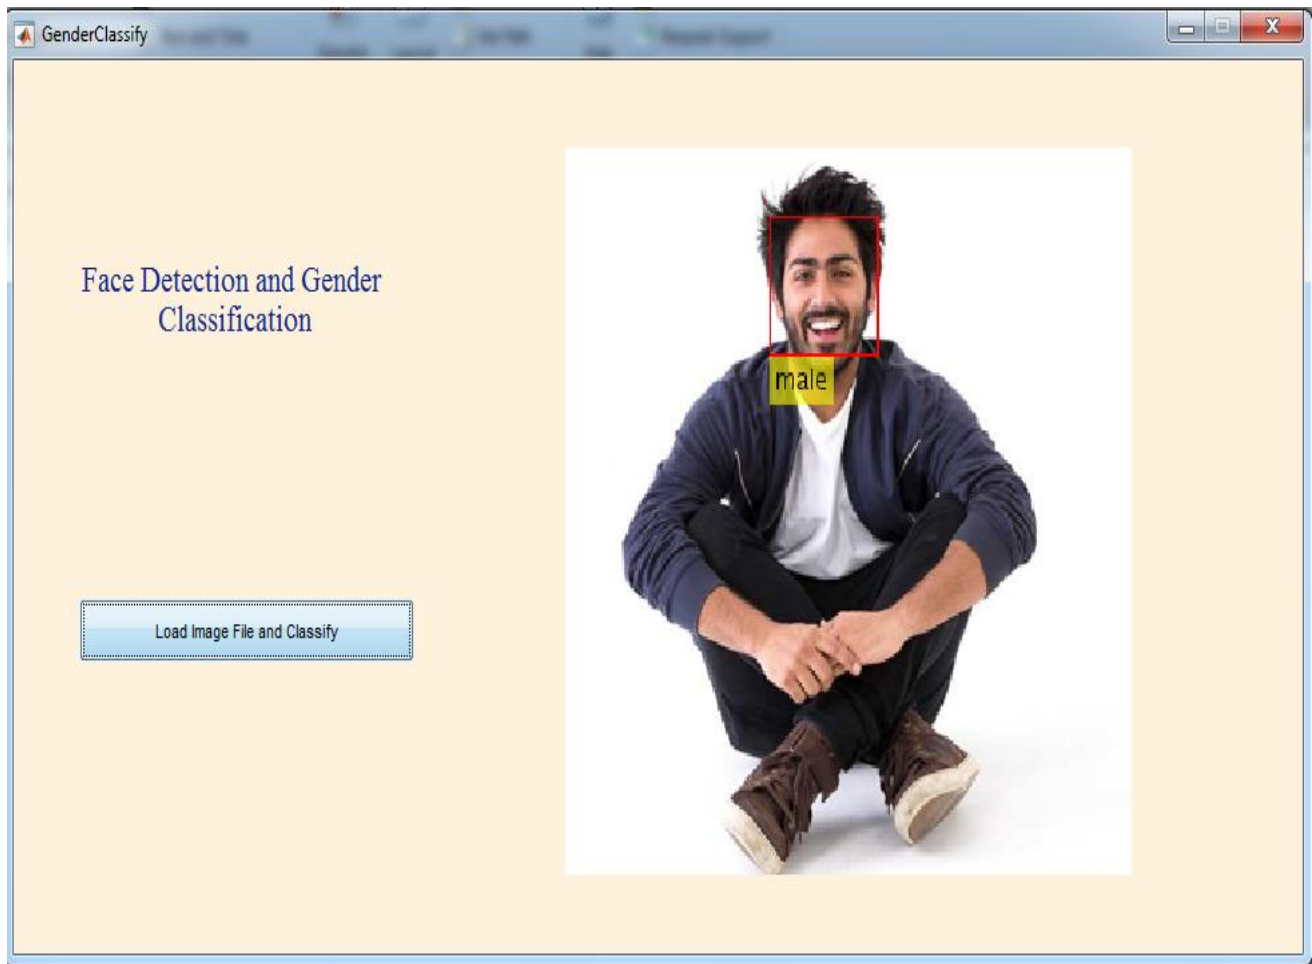 GenderClassify
Face Detection and Gender
Classification
male
Load Image File and Classify